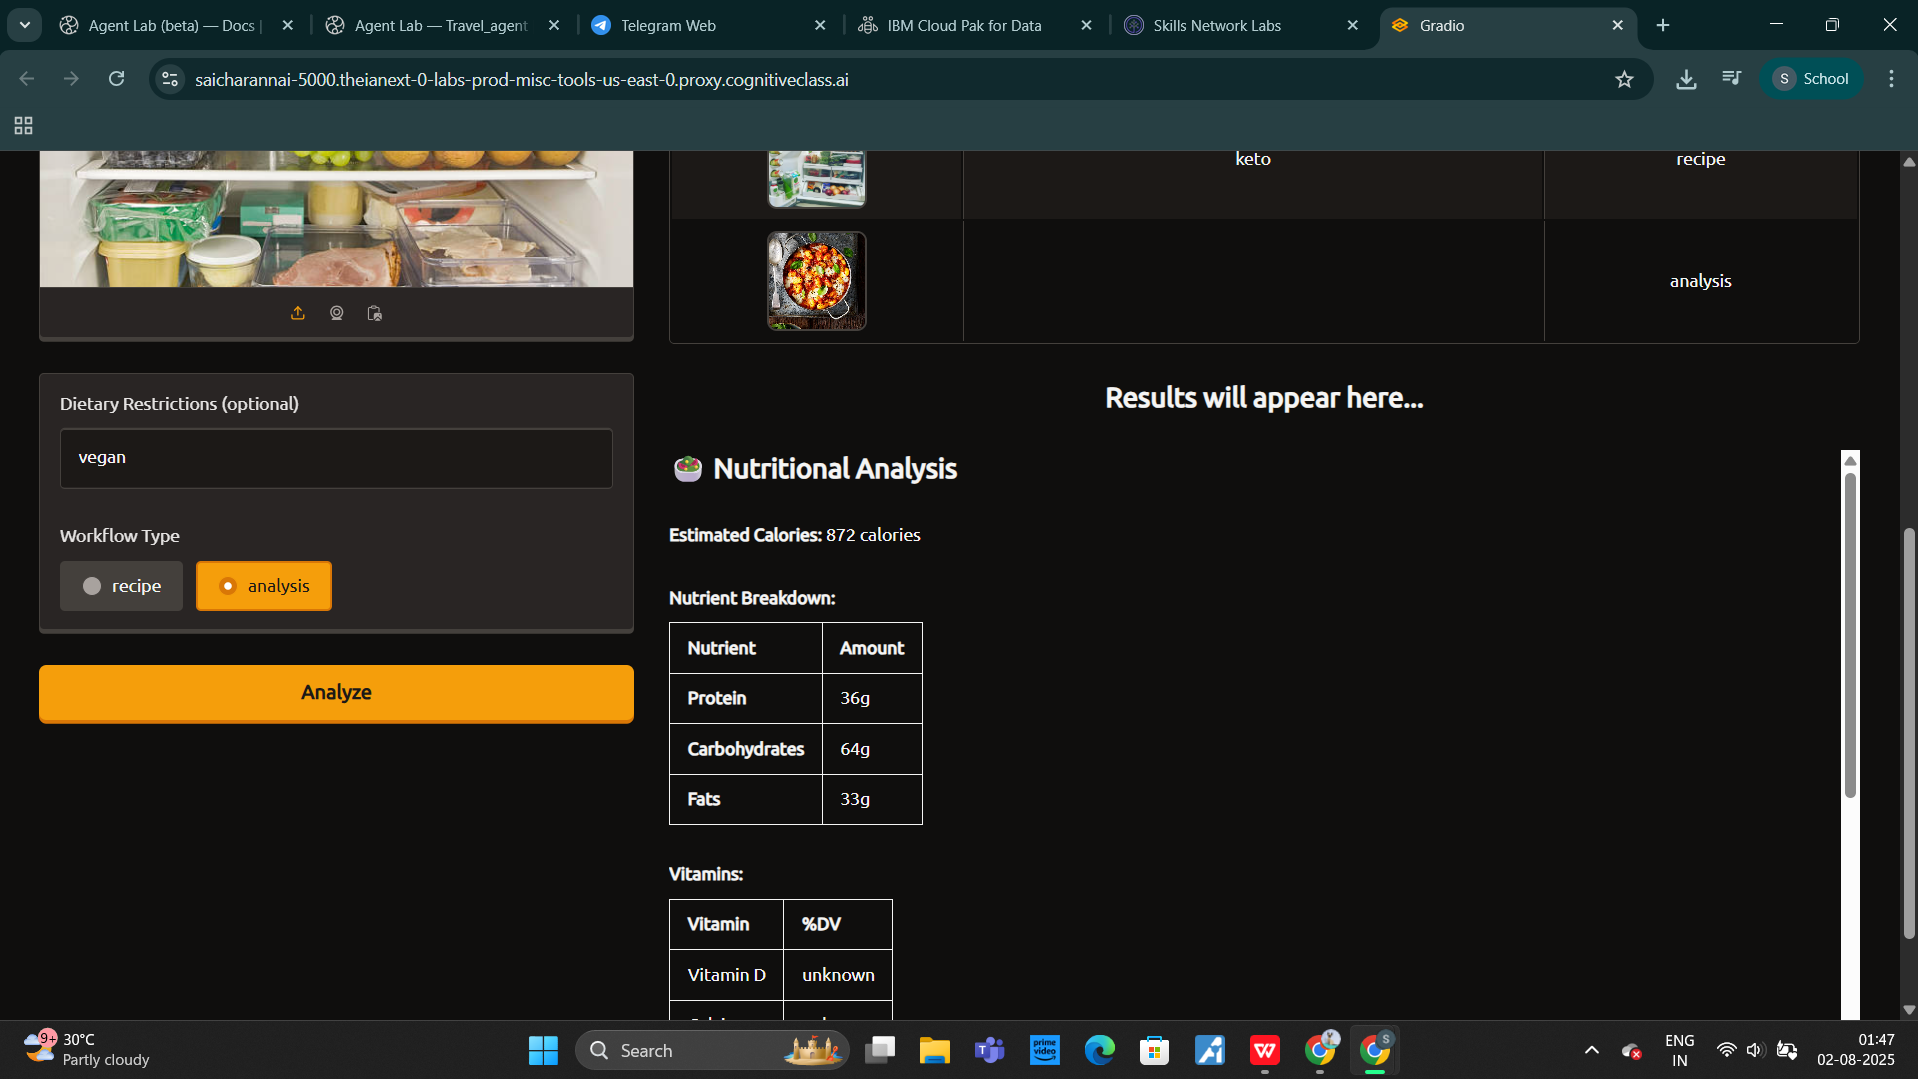 Agent Lab (beta) — Docs |
Agent Lab — Travel_agent
Telegram Web
IBM Cloud Pak for Data
Skills Network Labs
Gradio
saicharannai-5000.theianext-0-labs-prod-misc-tools-us-east-0.proxy.cognitiveclass.ai
S School
keto
recipe
analysis
Dietary Restrictions (optional)
vegan
Workflow Type
recipe
analysis
Analyze
Results will appear here...
Nutritional Analysis
Estimated Calories: 872 calories
Nutrient Breakdown:
Nutrient Amount
Protein 36g
Carbohydrates 64g
Fats 33g
Vitamins:
Vitamin %DV
Vitamin D unknown
9+
30°C
Partly cloudy
Search
prime video
S
ENG
IN
01:47
02-08-2025